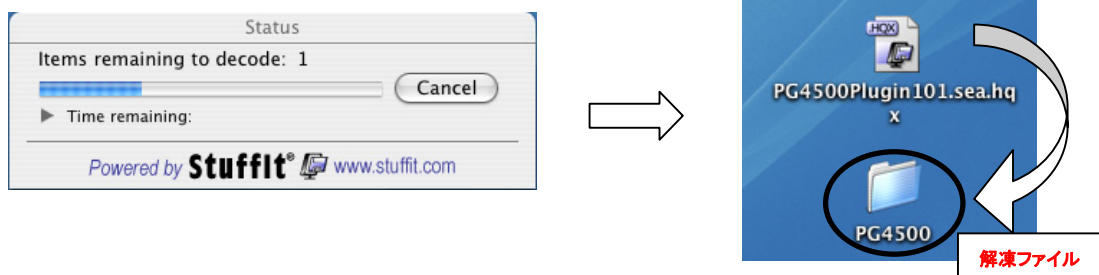 Status
Items remaining to decode: 1
Cancel
Time remaining:
Powered by StuffIt® www.stuffit.com
HQX
PG4500Plugin101.sea.hq
x
PG4500
解凍ファイル